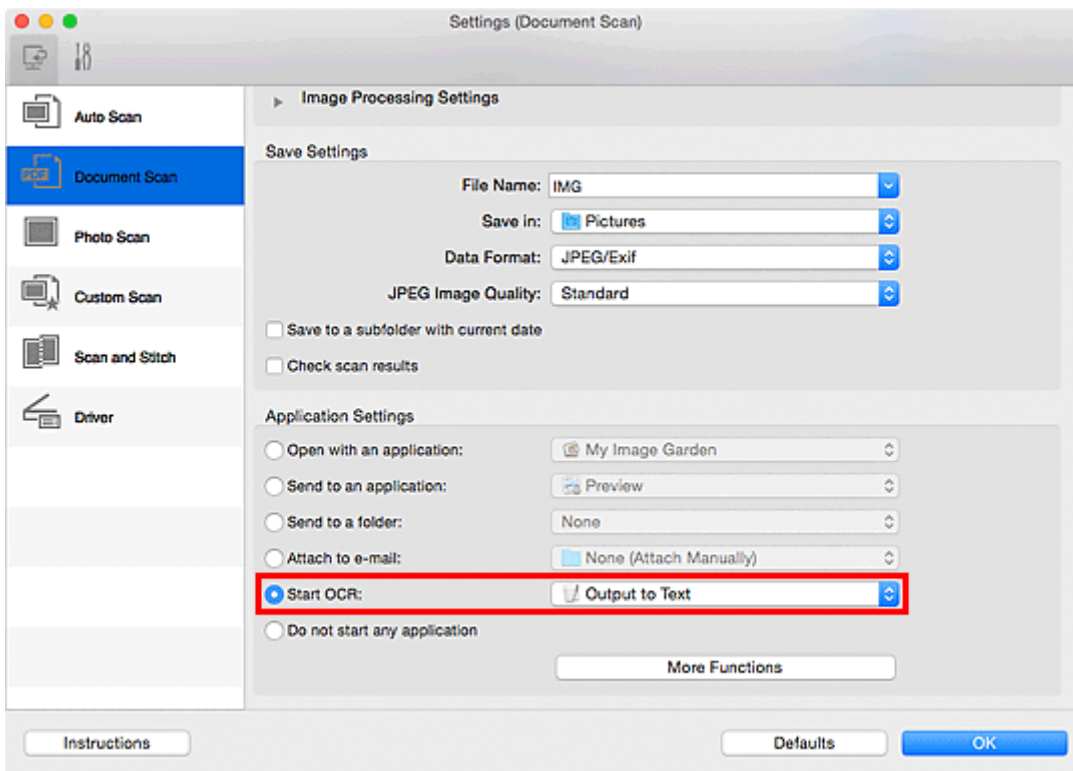 Settings (Document Scan)
Auto Scan
Document Scan
Photo Scan
Custom Scan
Scan and Stitch
Driver
Image Processing Settings
Save Settings
File Name: IMG
Save in: Pictures
Data Format: JPEG/Exif
JPEG Image Quality: Standard
Save to a subfolder with current date
Check scan results
Application Settings
Open with an application: My Image Garden
Send to an application: Preview
Send to a folder: None
Attach to e-mail: None (Attach Manually)
Start OCR: Output to Text
Do not start any application
More Functions
Instructions Defaults OK